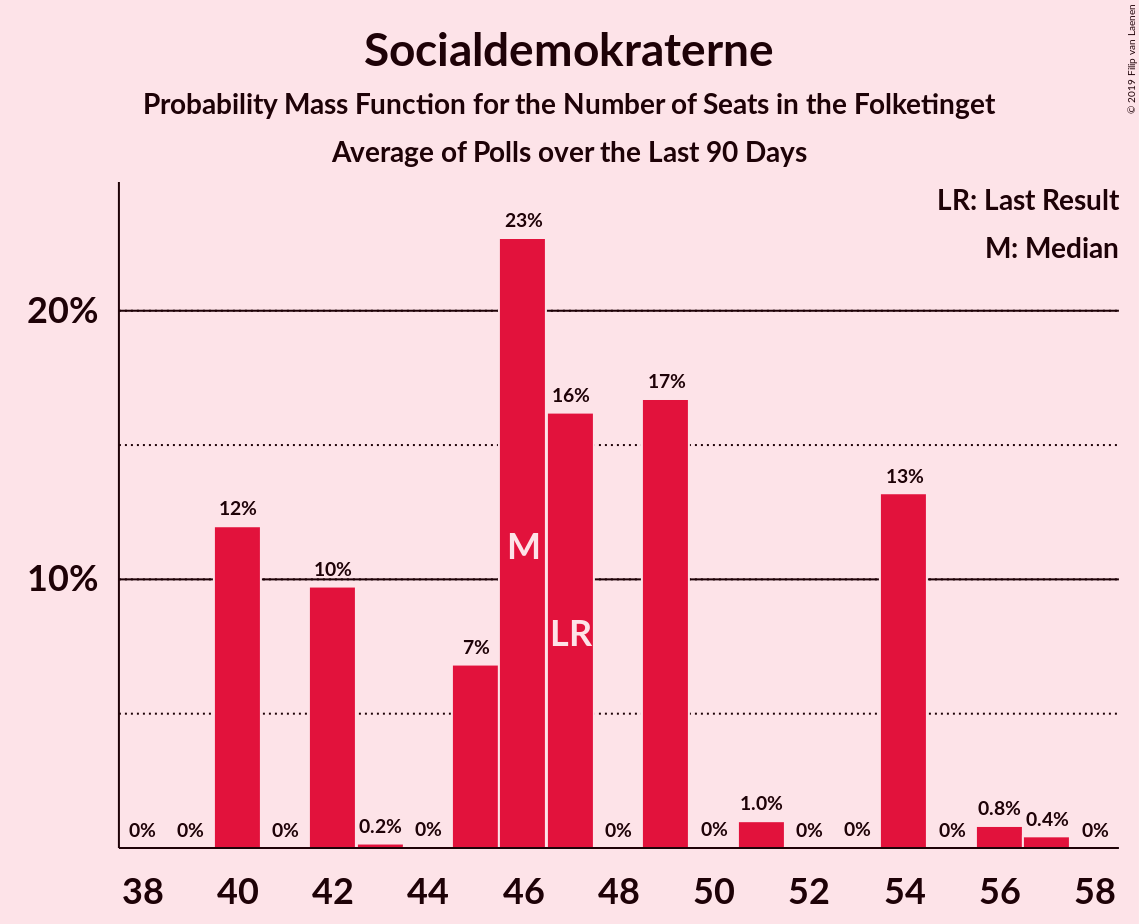 Socialdemokraterne
Probability Mass Function for the Number of Seats in the Folketinget
Average of Polls over the Last 90 Days
© 2019 Filip van Laenen
LR: Last Result
M: Median
20%
10%
0%
0%
12%
0%
10%
0.2%
0%
7%
23%
16%
0%
17%
0%
1.0%
0%
0%
13%
0%
0.8%
0.4%
0%
M
LR
38 40 42 44 46 48 50 52 54 56 58